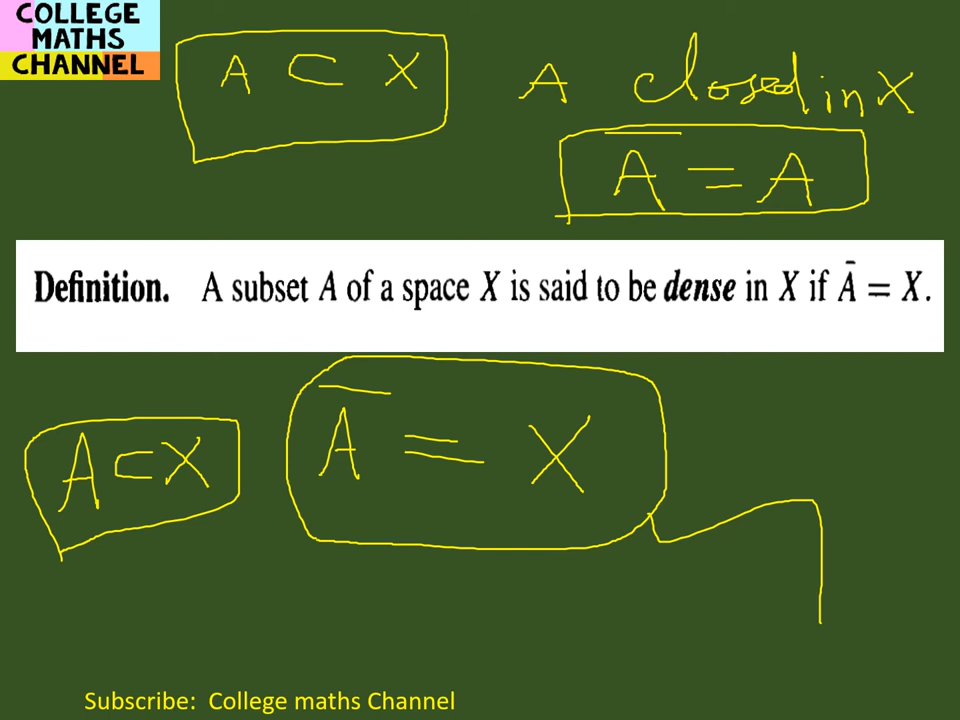 COLLEGE
MATHS
CHANNEL
A ⊂ X
A closed in X
A̅ = A
Definition. A subset A of a space X is said to be dense in X if A̅ = X.
A ⊂ X
A̅ = X
Subscribe: College maths Channel